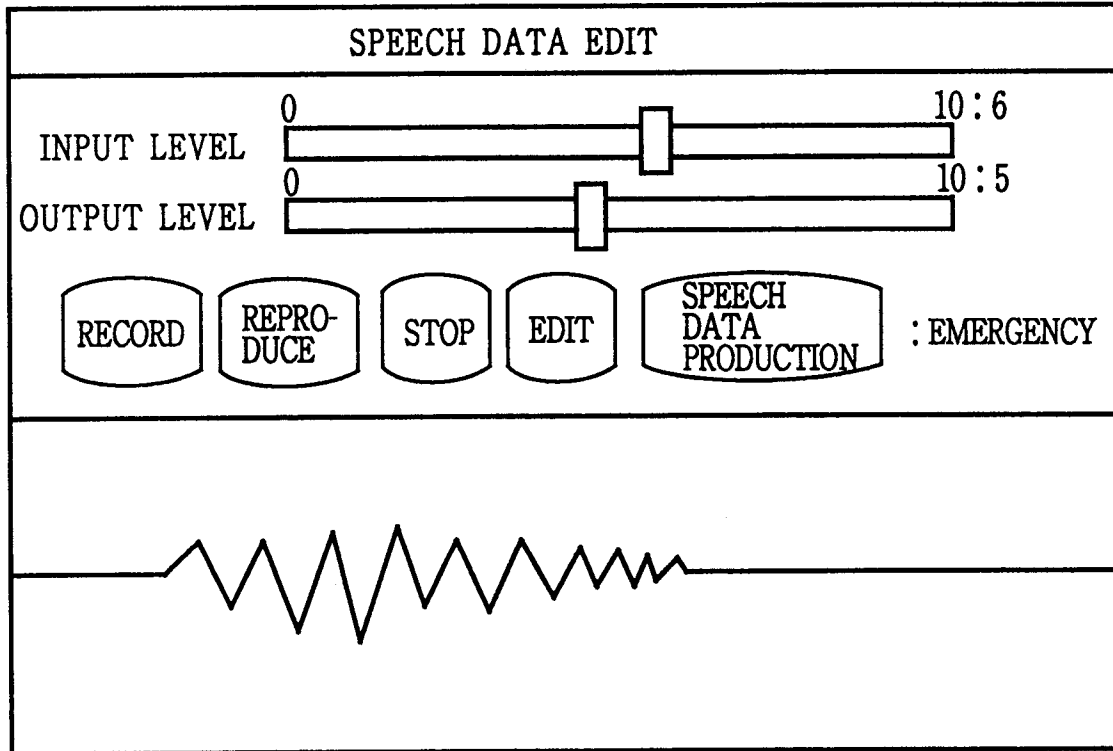 SPEECH DATA EDIT
0 10:6
INPUT LEVEL
0 10:5
OUTPUT LEVEL
RECORD
REPRO-
DUCE
STOP
EDIT
SPEECH
DATA
PRODUCTION
:EMERGENCY